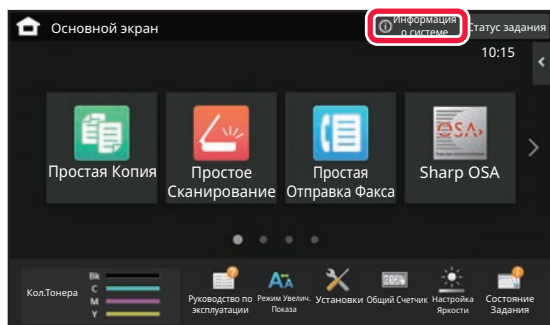 Основной экран
Информация
о системе
Статус задания
10:15
Простая Копия
Простое
Сканирование
Простая
Отправка Факса
Sharp OSA
OSA
Кол.Тонера
Bk
C
M
Y
Руководство по
эксплуатации
Режим Увелич.
Показа
Установки
Общий Счетчик
Настройка
Яркости
Состояние
Задания